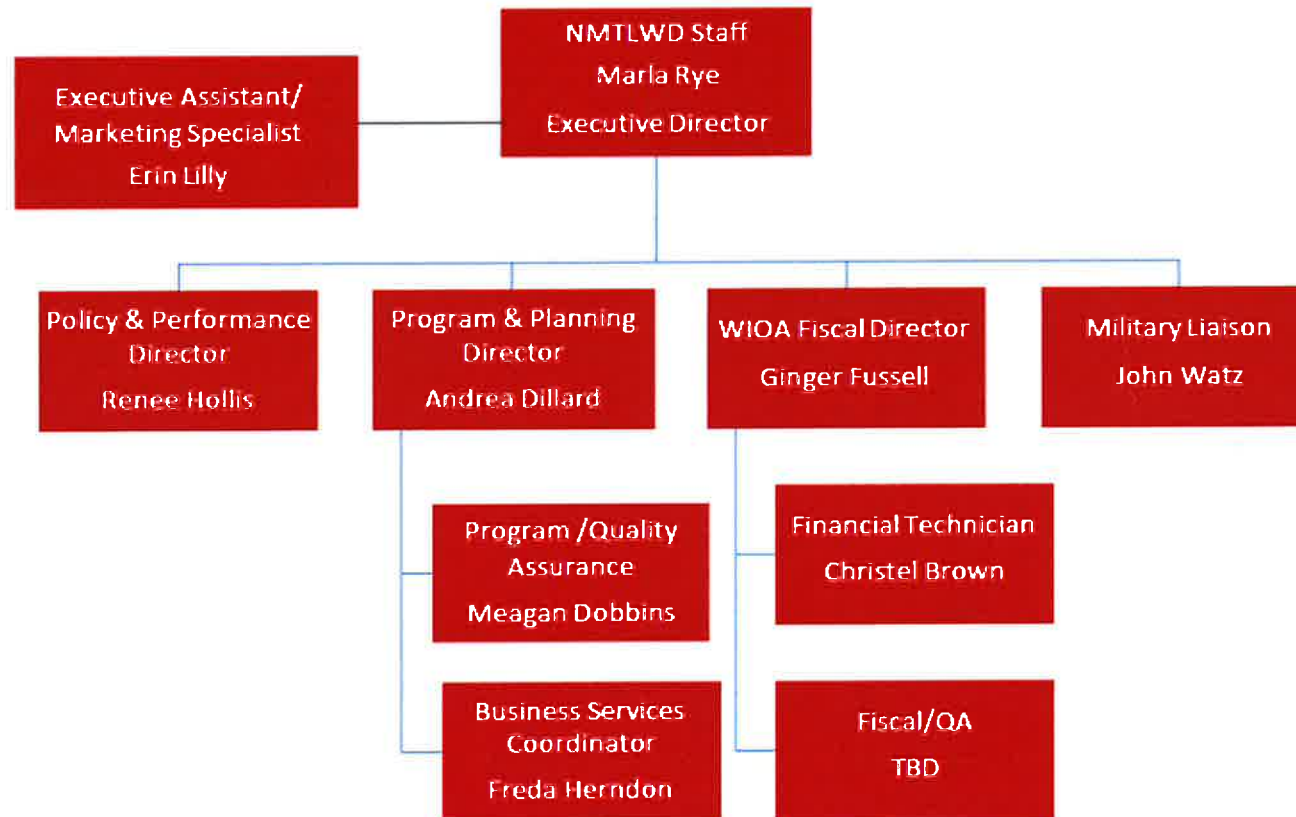 NMTLWD Staff
Marla Rye
Executive Director
Executive Assistant/
Marketing Specialist
Erin Lilly
Policy & Performance
Director
Renee Hollis
Program & Planning
Director
Andrea Dillard
WIOA Fiscal Director
Ginger Fussell
Military Liaison
John Watz
Program /Quality
Assurance
Meagan Dobbins
Business Services
Coordinator
Freda Herndon
Financial Technician
Christel Brown
Fiscal/QA
TBD